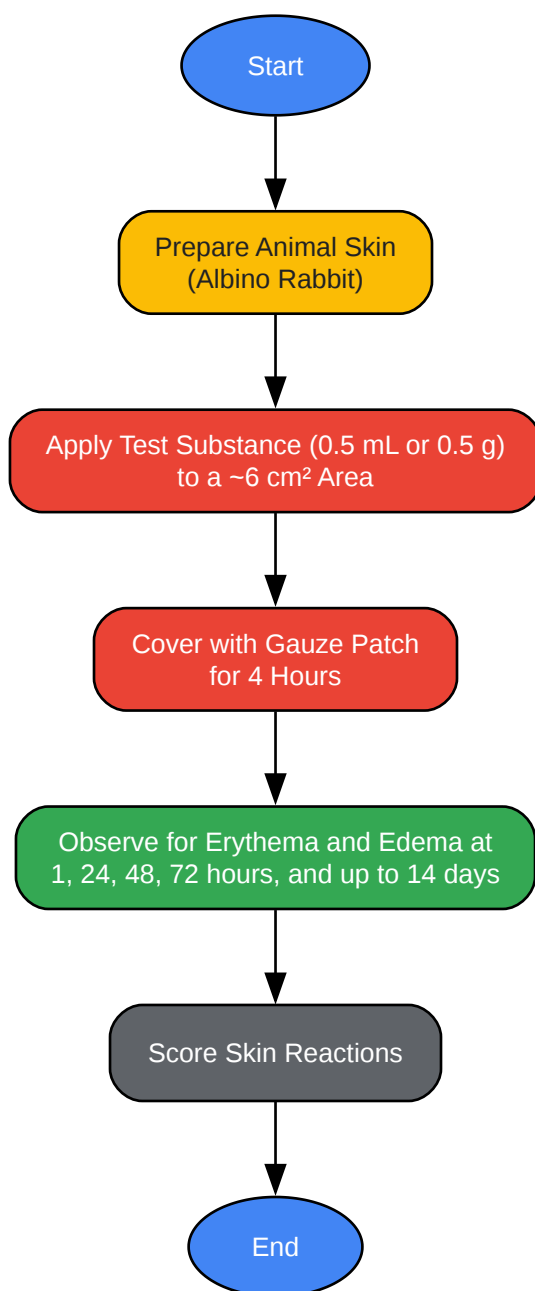 Start
Prepare Animal Skin
(Albino Rabbit)
Apply Test Substance (0.5 mL or 0.5 g)
to a ~6 cm² Area
Cover with Gauze Patch
for 4 Hours
Observe for Erythema and Edema at
1, 24, 48, 72 hours, and up to 14 days
Score Skin Reactions
End